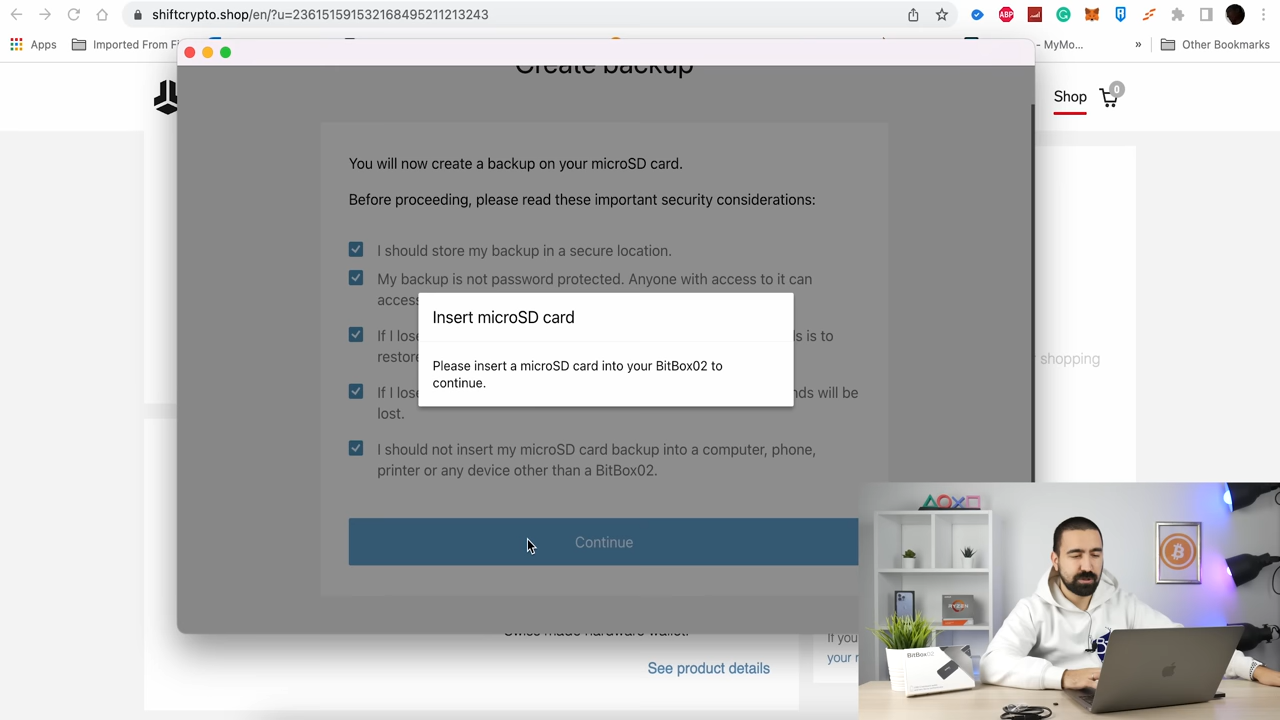 shiftcrypto.shop/en/?u=236151591532168495211213243
ABP
Apps
Imported From Fi
- MyMo...
»
Other Bookmarks
Create backup
Shop
0
You will now create a backup on your microSD card.
Before proceeding, please read these important security considerations:
I should store my backup in a secure location.
My backup is not password protected. Anyone with access to it can
access
Insert microSD card
If I lose
s is to
restore
shopping
Please insert a microSD card into your BitBox02 to
continue.
If I lose
nds will be
lost.
I should not insert my microSD card backup into a computer, phone,
printer or any device other than a BitBox02.
Continue
Swiss made hardware wallet.
If you
your r
See product details
RYZEN
BitBox02